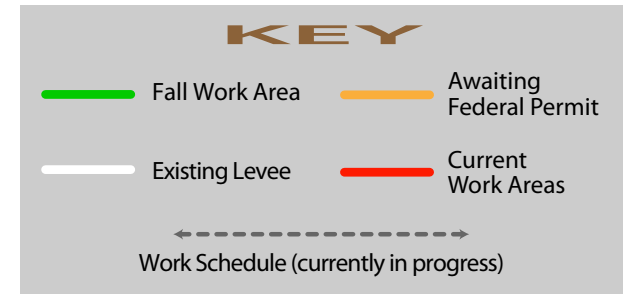 KEY
Fall Work Area
Awaiting
Federal Permit
Existing Levee
Current
Work Areas
Work Schedule (currently in progress)